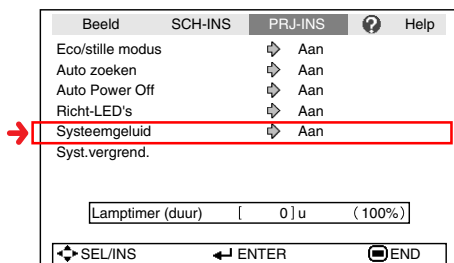 Beeld SCH-INS PRJ-INS ? Help
Eco/stille modus Aan
Auto zoeken Aan
Auto Power Off Aan
Richt-LED's Aan
Systeemgeluid Aan
Syst.vergrend.
Lamptimer (duur) [ 0] u (100%)
SEL/INS ENTER END